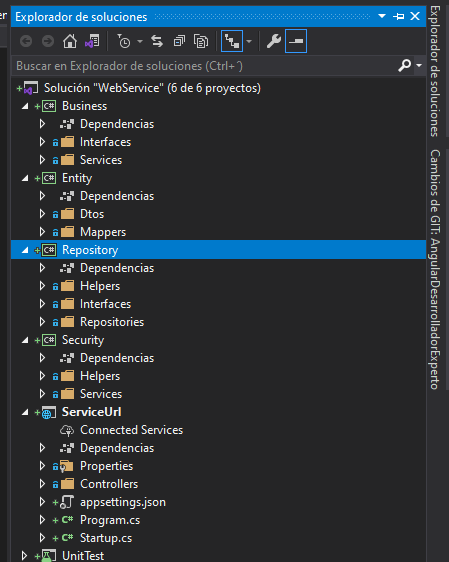 Explorador de soluciones
Buscar en Explorador de soluciones (Ctrl+´)
Solución "WebService" (6 de 6 proyectos)
C# Business
Dependencias
Interfaces
Services
C# Entity
Dependencias
Dtos
Mappers
C# Repository
Dependencias
Helpers
Interfaces
Repositories
C# Security
Dependencias
Helpers
Services
ServiceUrl
Connected Services
Dependencias
Properties
Controllers
appsettings.json
C# Program.cs
C# Startup.cs
UnitTest
Explorador de soluciones
Cambios de GIT: AngularDesarrolladorExperto